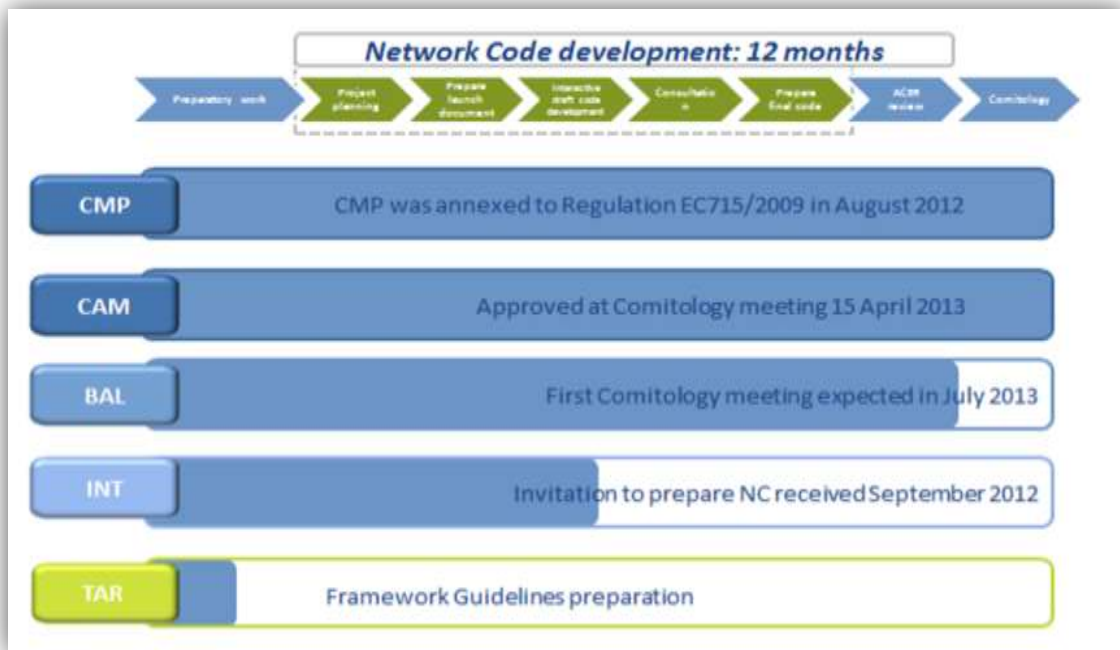 Network Code development: 12 months
Preparatory work
Project
planning
Prepare
launch
document
Interactive
draft code
development
Consultatio
n
Prepare
final code
ACER
review
Comitology
CMP
CMP was annexed to Regulation EC715/2009 in August 2012
CAM
Approved at Comitology meeting 15 April 2013
BAL
First Comitology meeting expected in July 2013
INT
Invitation to prepare NC received September 2012
TAR
Framework Guidelines preparation